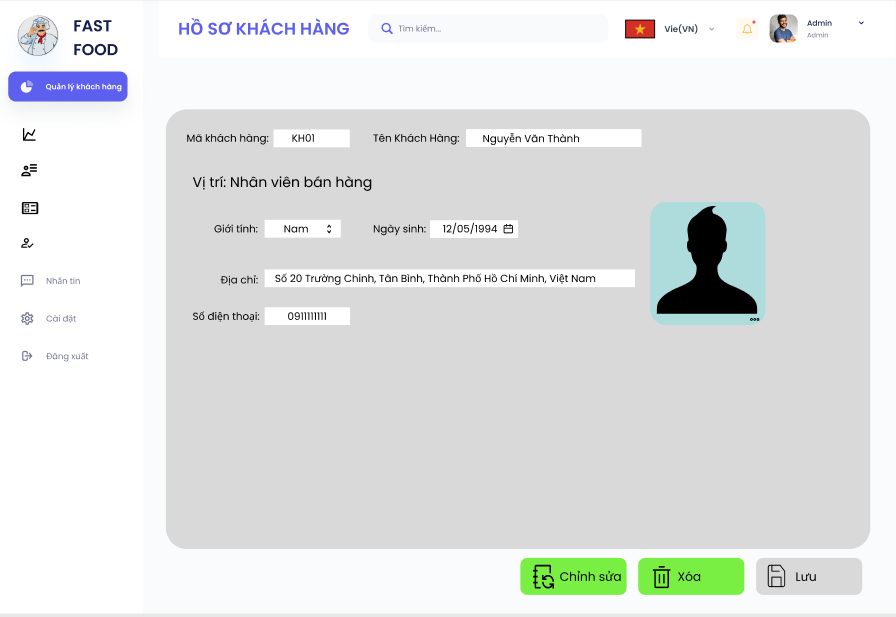 FAST
FOOD
HỒ SƠ KHÁCH HÀNG
Tìm kiếm...
Vie(VN)
Admin
Admin
Quản lý khách hàng
Mã khách hàng: KH01 Tên Khách Hàng: Nguyễn Văn Thành
Vị trí: Nhân viên bán hàng
Giới tính: Nam Ngày sinh: 12/05/1994
Địa chỉ: Số 20 Trường Chinh, Tân Bình, Thành Phố Hồ Chí Minh, Việt Nam
Số điện thoại: 0911111111
Nhắn tin
Cài đặt
Đăng xuất
Chỉnh sửa Xóa Lưu